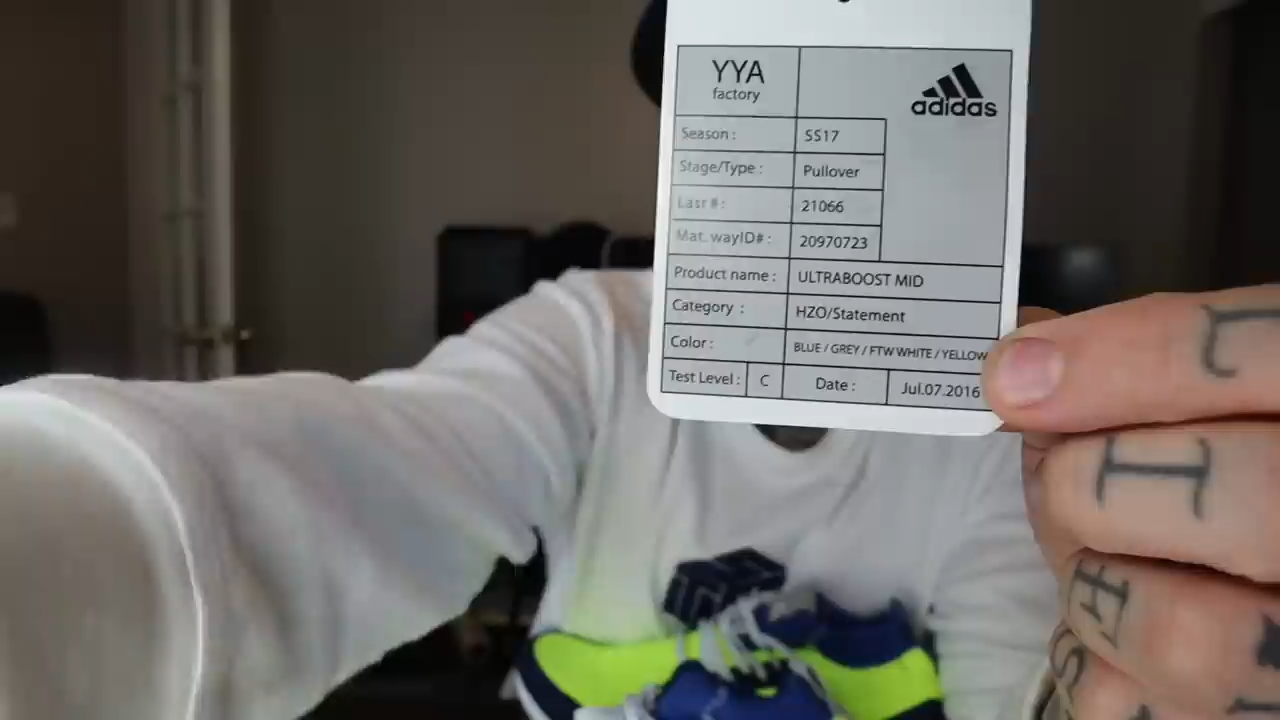 YYA
factory
adidas
Season : SS17
Stage/Type : Pullover
Lasr # : 21066
Mat. wayID# : 20970723
Product name : ULTRABOOST MID
Category : HZO/Statement
Color : BLUE / GREY / FTW WHITE / YELLOW
Test Level : C Date : Jul.07.2016
L
I
F